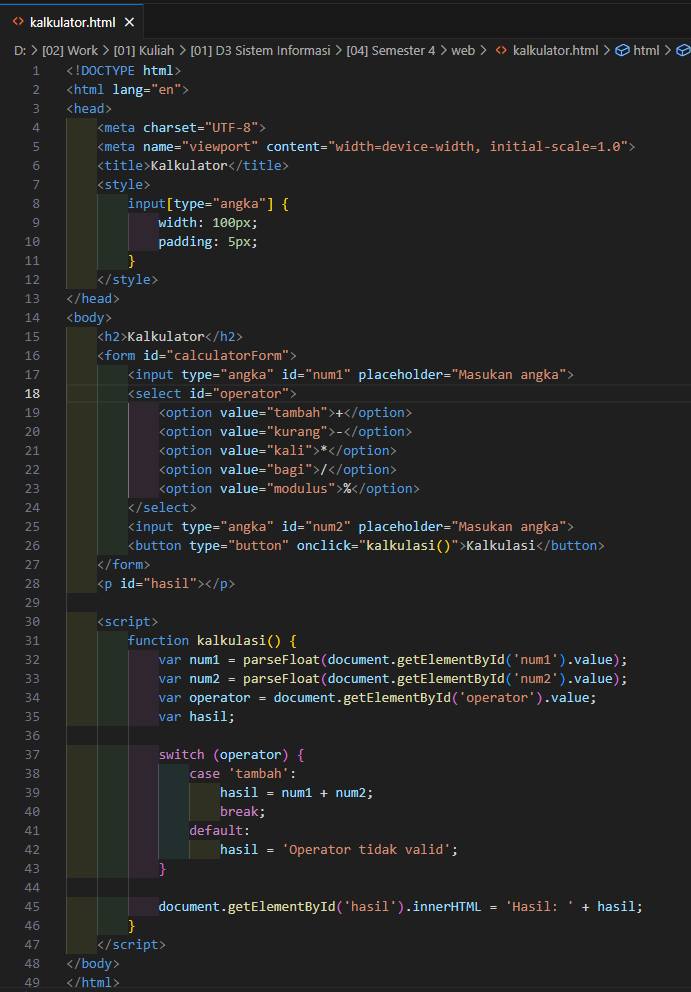 kalkulator.html
D: > [02] Work > [01] Kuliah > [01] D3 Sistem Informasi > [04] Semester 4 > web > kalkulator.html > html >
1 <!DOCTYPE html>
2 <html lang="en">
3 <head>
4 <meta charset="UTF-8">
5 <meta name="viewport" content="width=device-width, initial-scale=1.0">
6 <title>Kalkulator</title>
7 <style>
8 input[type="angka"] {
9 width: 100px;
10 padding: 5px;
11 }
12 </style>
13 </head>
14 <body>
15 <h2>Kalkulator</h2>
16 <form id="calculatorForm">
17 <input type="angka" id="num1" placeholder="Masukan angka">
18 <select id="operator">
19 <option value="tambah">+</option>
20 <option value="kurang">-</option>
21 <option value="kali">*</option>
22 <option value="bagi">/</option>
23 <option value="modulus">%</option>
24 </select>
25 <input type="angka" id="num2" placeholder="Masukan angka">
26 <button type="button" onclick="kalkulasi()">Kalkulasi</button>
27 </form>
28 <p id="hasil"></p>
29
30 <script>
31 function kalkulasi() {
32 var num1 = parseFloat(document.getElementById('num1').value);
33 var num2 = parseFloat(document.getElementById('num2').value);
34 var operator = document.getElementById('operator').value;
35 var hasil;
36
37 switch (operator) {
38 case 'tambah':
39 hasil = num1 + num2;
40 break;
41 default:
42 hasil = 'Operator tidak valid';
43 }
44
45 document.getElementById('hasil').innerHTML = 'Hasil: ' + hasil;
46 }
47 </script>
48 </body>
49 </html>